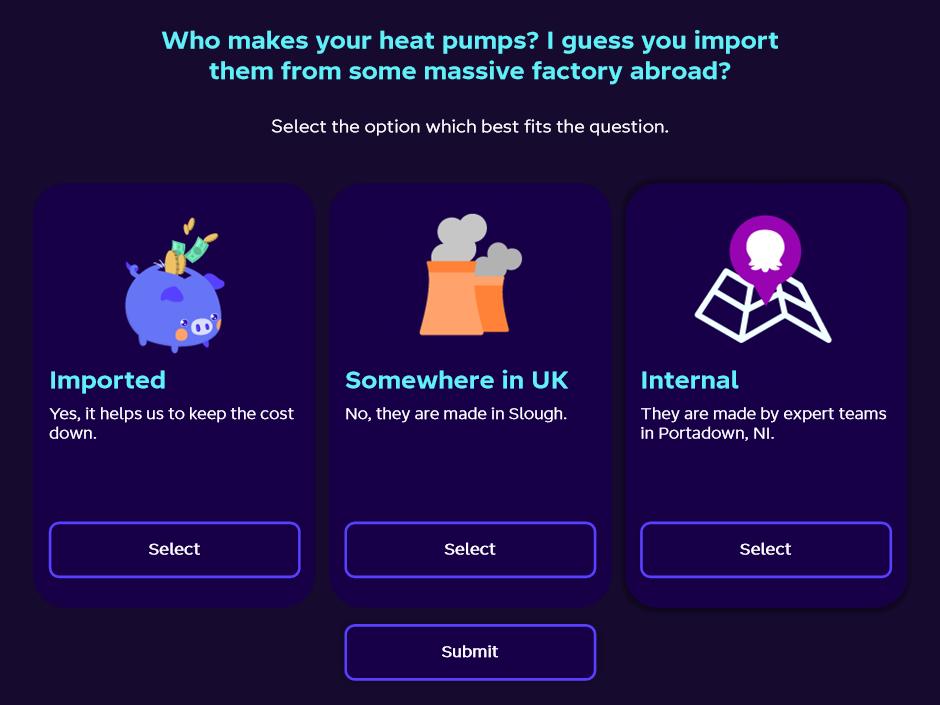 Who makes your heat pumps? I guess you import
them from some massive factory abroad?
Select the option which best fits the question.
Imported
Yes, it helps us to keep the cost
down.
Select
Somewhere in UK
No, they are made in Slough.
Select
Internal
They are made by expert teams
in Portadown, NI.
Select
Submit